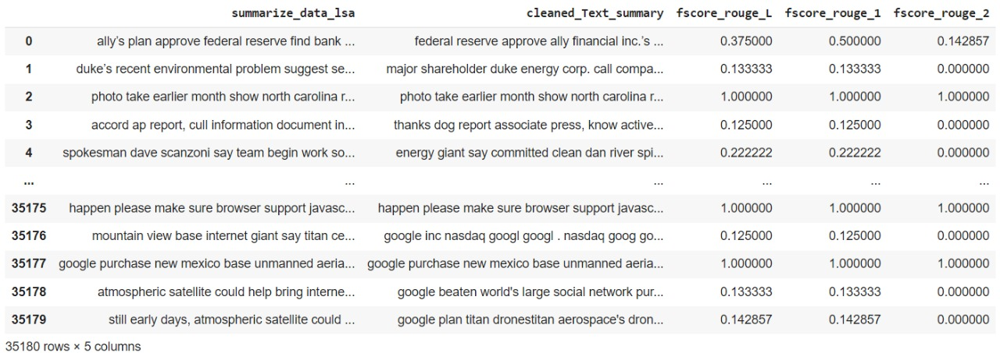 summarize_data_lsa cleaned_Text_summary fscore_rouge_L fscore_rouge_1 fscore_rouge_2
0 ally’s plan approve federal reserve find bank ... federal reserve approve ally financial inc.’s ... 0.375000 0.500000 0.142857
1 duke’s recent environmental problem suggest se... major shareholder duke energy corp. call compa... 0.133333 0.133333 0.000000
2 photo take earlier month show north carolina r... photo take earlier month show north carolina r... 1.000000 1.000000 1.000000
3 accord ap report, cull information document in... thanks dog report associate press, know active... 0.125000 0.125000 0.000000
4 spokesman dave scanzoni say team begin work so... energy giant say committed clean dan river spi... 0.222222 0.222222 0.000000
... ... ... ... ... ...
35175 happen please make sure browser support javasc... happen please make sure browser support javasc... 1.000000 1.000000 1.000000
35176 mountain view base internet giant say titan ce... google inc nasdaq googl googl . nasdaq goog go... 0.125000 0.125000 0.000000
35177 google purchase new mexico base unmanned aeria... google purchase new mexico base unmanned aeria... 1.000000 1.000000 1.000000
35178 atmospheric satellite could help bring interne... google beaten world's large social network pur... 0.133333 0.133333 0.000000
35179 still early days, atmospheric satellite could ... google plan titan dronestitan aerospace's dron... 0.142857 0.142857 0.000000
35180 rows × 5 columns